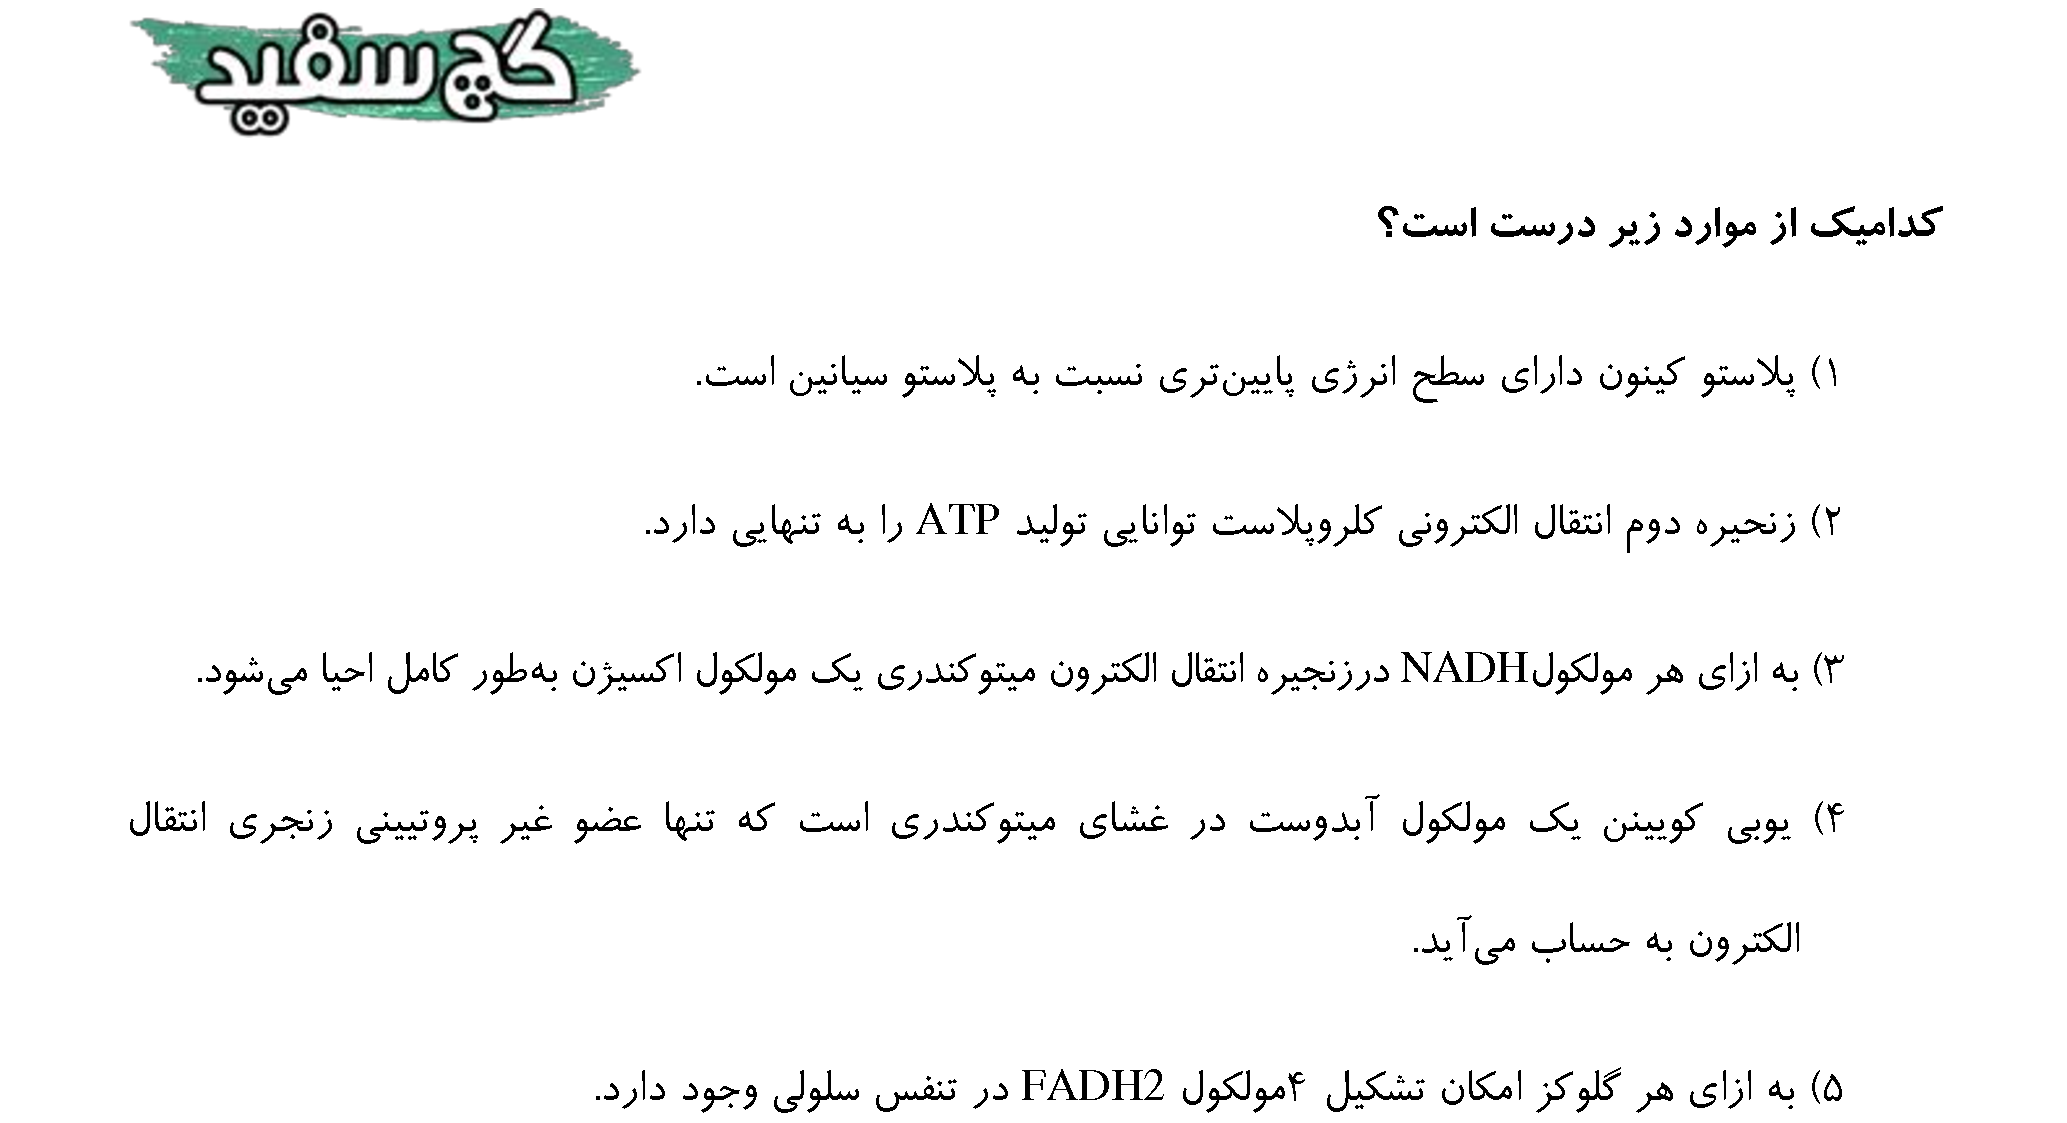 گچ سفید
کدامیک از موارد زیر درست است؟
۱) پلاستو کینون دارای سطح انرژی پایین‌تری نسبت به پلاستو سیانین است.
۲) زنحیره دوم انتقال الکترونی کلروپلاست توانایی تولید ATP را به تنهایی دارد.
۳) به ازای هر مولکولNADH درزنجیره انتقال الکترون میتوکندری یک مولکول اکسیژن به‌طور کامل احیا می‌شود.
۴) یوبی کویینن یک مولکول آبدوست در غشای میتوکندری است که تنها عضو غیر پروتیینی زنجری انتقال
الکترون به حساب می‌آید.
۵) به ازای هر گلوکز امکان تشکیل ۴مولکول FADH2 در تنفس سلولی وجود دارد.